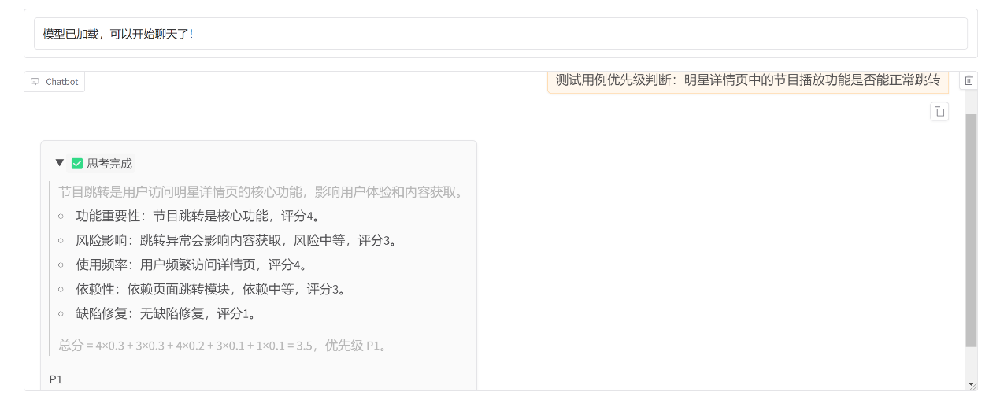 模型已加载，可以开始聊天了！
Chatbot
测试用例优先级判断：明星详情页中的节目播放功能是否能正常跳转
思考完成
节目跳转是用户访问明星详情页的核心功能，影响用户体验和内容获取。
功能重要性：节目跳转是核心功能，评分4。
风险影响：跳转异常会影响内容获取，风险中等，评分3。
使用频率：用户频繁访问详情页，评分4。
依赖性：依赖页面跳转模块，依赖中等，评分3。
缺陷修复：无缺陷修复，评分1。
总分 = 4×0.3 + 3×0.3 + 4×0.2 + 3×0.1 + 1×0.1 = 3.5，优先级 P1。
P1